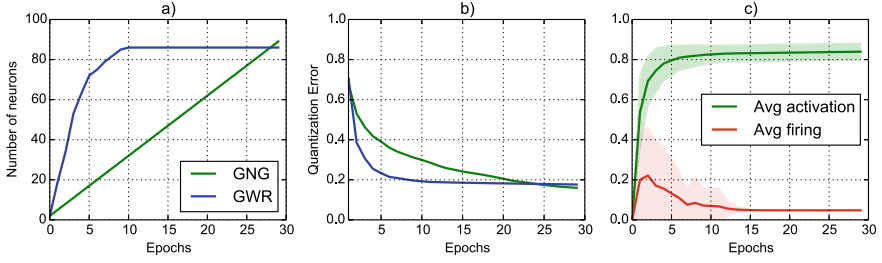 a)
Number of neurons
100
80
60
40
20
0
GNG
GWR
0 5 10 15 20 25 30
Epochs
b)
Quantization Error
1.0
0.8
0.6
0.4
0.2
0.0
0 5 10 15 20 25 30
Epochs
c)
1.0
0.8
0.6
0.4
0.2
0.0
Avg activation
Avg firing
0 5 10 15 20 25 30
Epochs